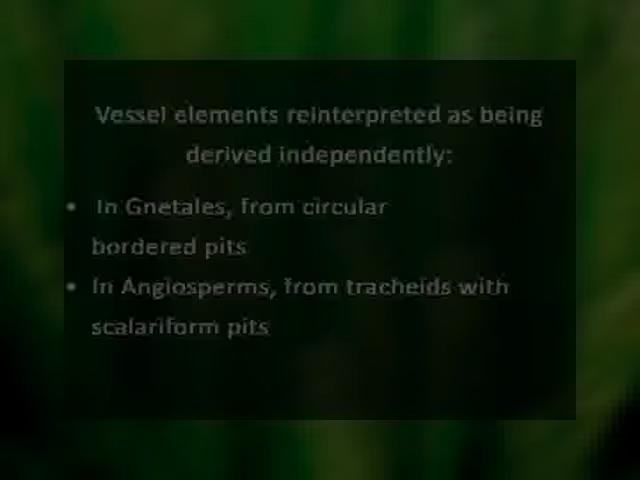 Vessel elements reinterpreted as being
derived independently:
• In Gnetales, from circular
bordered pits
• In Angiosperms, from tracheids with
scalariform pits